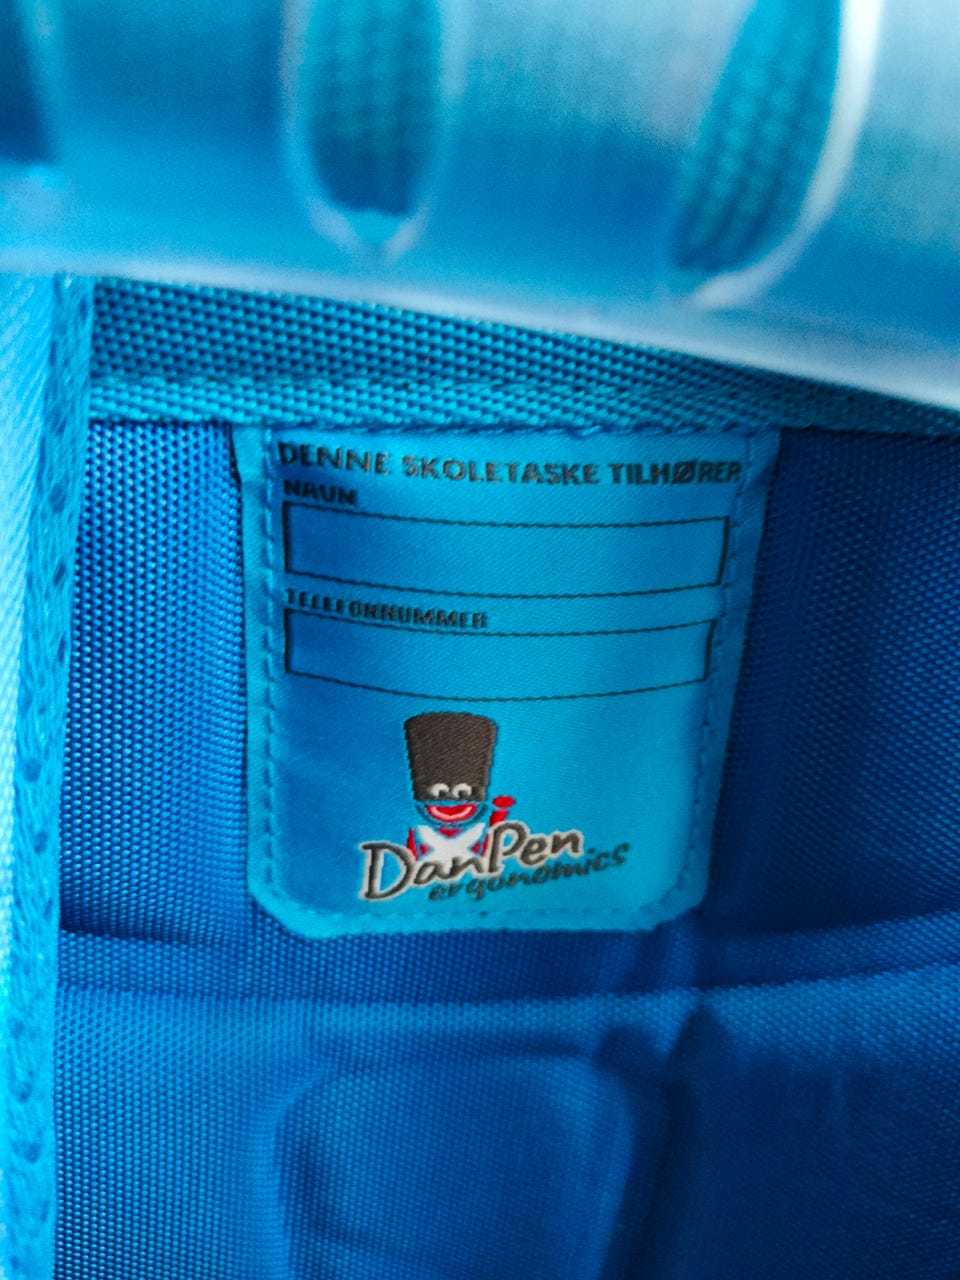 DENNE SKOLETASKE TILHØRER
NAVN
TELEFONNUMMER
DanPen
ergonomics